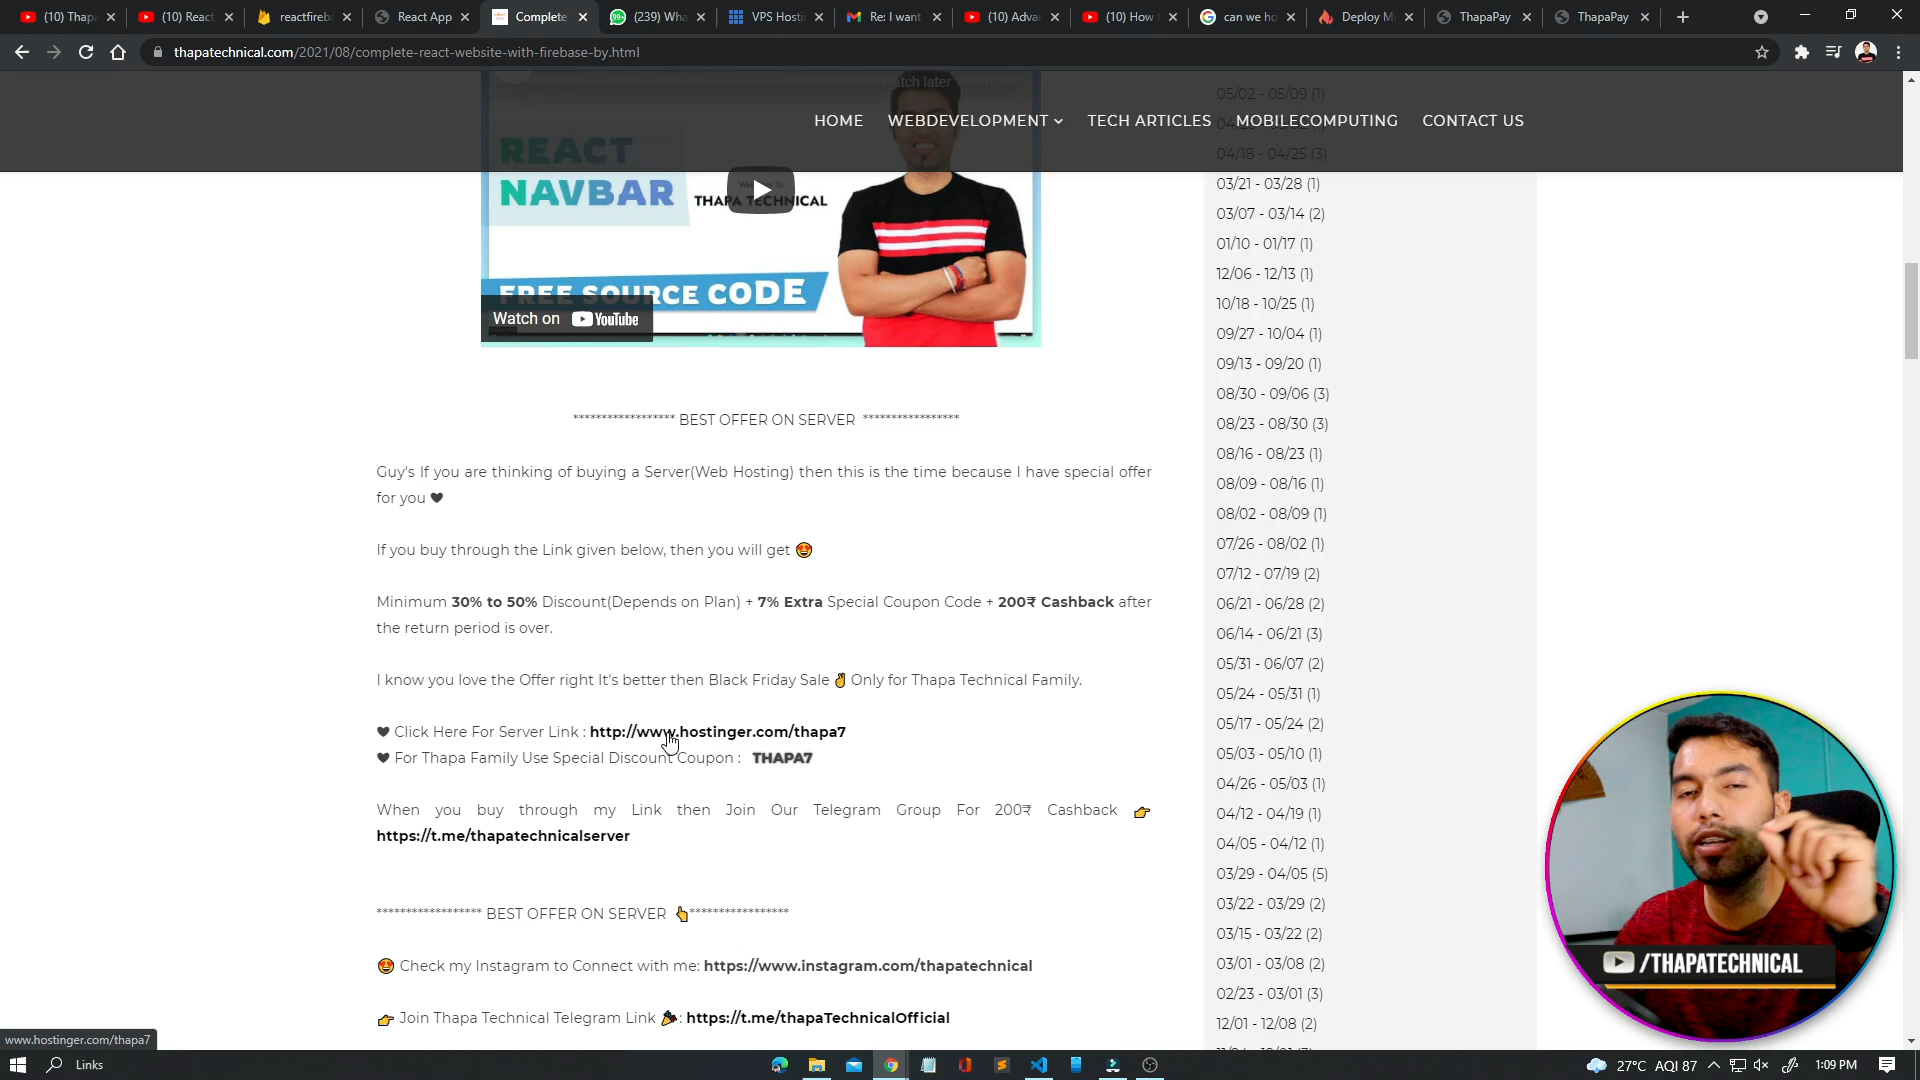 (10) Thapa
(10) React
reactfireba
React App
Complete
(239) Wha
VPS Hosti
Re: I want
(10) Adva
(10) How
can we ho
Deploy M
ThapaPay
ThapaPay
thapatechnical.com/2021/08/complete-react-website-with-firebase-by.html
HOME
WEBDEVELOPMENT
TECH ARTICLES
MOBILECOMPUTING
CONTACT US
Watch later
REACT
NAVBAR
THAPA TECHNICAL
FREE SOURCE CODE
Watch on YouTube
****************** BEST OFFER ON SERVER *****************
Guy's If you are thinking of buying a Server(Web Hosting) then this is the time because I have special offer
for you ♥
If you buy through the Link given below, then you will get 😍
Minimum 30% to 50% Discount(Depends on Plan) + 7% Extra Special Coupon Code + 200₹ Cashback after
the return period is over.
I know you love the Offer right It's better then Black Friday Sale ✌ Only for Thapa Technical Family.
♥ Click Here For Server Link : http://www.hostinger.com/thapa7
♥ For Thapa Family Use Special Discount Coupon : THAPA7
When you buy through my Link then Join Our Telegram Group For 200₹ Cashback 👉
https://t.me/thapatechnicalserver
****************** BEST OFFER ON SERVER 👆*****************
😍 Check my Instagram to Connect with me: https://www.instagram.com/thapatechnical
👉 Join Thapa Technical Telegram Link 🎉: https://t.me/thapaTechnicalOfficial
05/02 - 05/09 (1)
04/18 - 04/25 (3)
03/21 - 03/28 (1)
03/07 - 03/14 (2)
01/10 - 01/17 (1)
12/06 - 12/13 (1)
10/18 - 10/25 (1)
09/27 - 10/04 (1)
09/13 - 09/20 (1)
08/30 - 09/06 (3)
08/23 - 08/30 (3)
08/16 - 08/23 (1)
08/09 - 08/16 (1)
08/02 - 08/09 (1)
07/26 - 08/02 (1)
07/12 - 07/19 (2)
06/21 - 06/28 (2)
06/14 - 06/21 (3)
05/31 - 06/07 (2)
05/24 - 05/31 (1)
05/17 - 05/24 (2)
05/03 - 05/10 (1)
04/26 - 05/03 (1)
04/12 - 04/19 (1)
04/05 - 04/12 (1)
03/29 - 04/05 (5)
03/22 - 03/29 (2)
03/15 - 03/22 (2)
03/01 - 03/08 (2)
02/23 - 03/01 (3)
12/01 - 12/08 (2)
/THAPATECHNICAL
www.hostinger.com/thapa7
Links
27°C AQI 87
1:09 PM